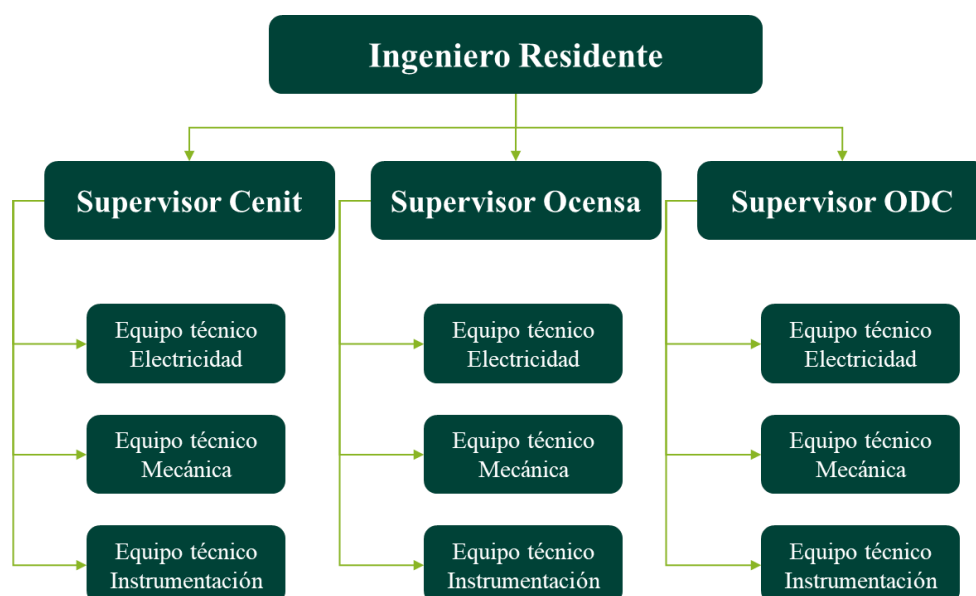 Ingeniero Residente
Supervisor Cenit
Supervisor Ocensa
Supervisor ODC
Equipo técnico
Electricidad
Equipo técnico
Electricidad
Equipo técnico
Electricidad
Equipo técnico
Mecánica
Equipo técnico
Mecánica
Equipo técnico
Mecánica
Equipo técnico
Instrumentación
Equipo técnico
Instrumentación
Equipo técnico
Instrumentación